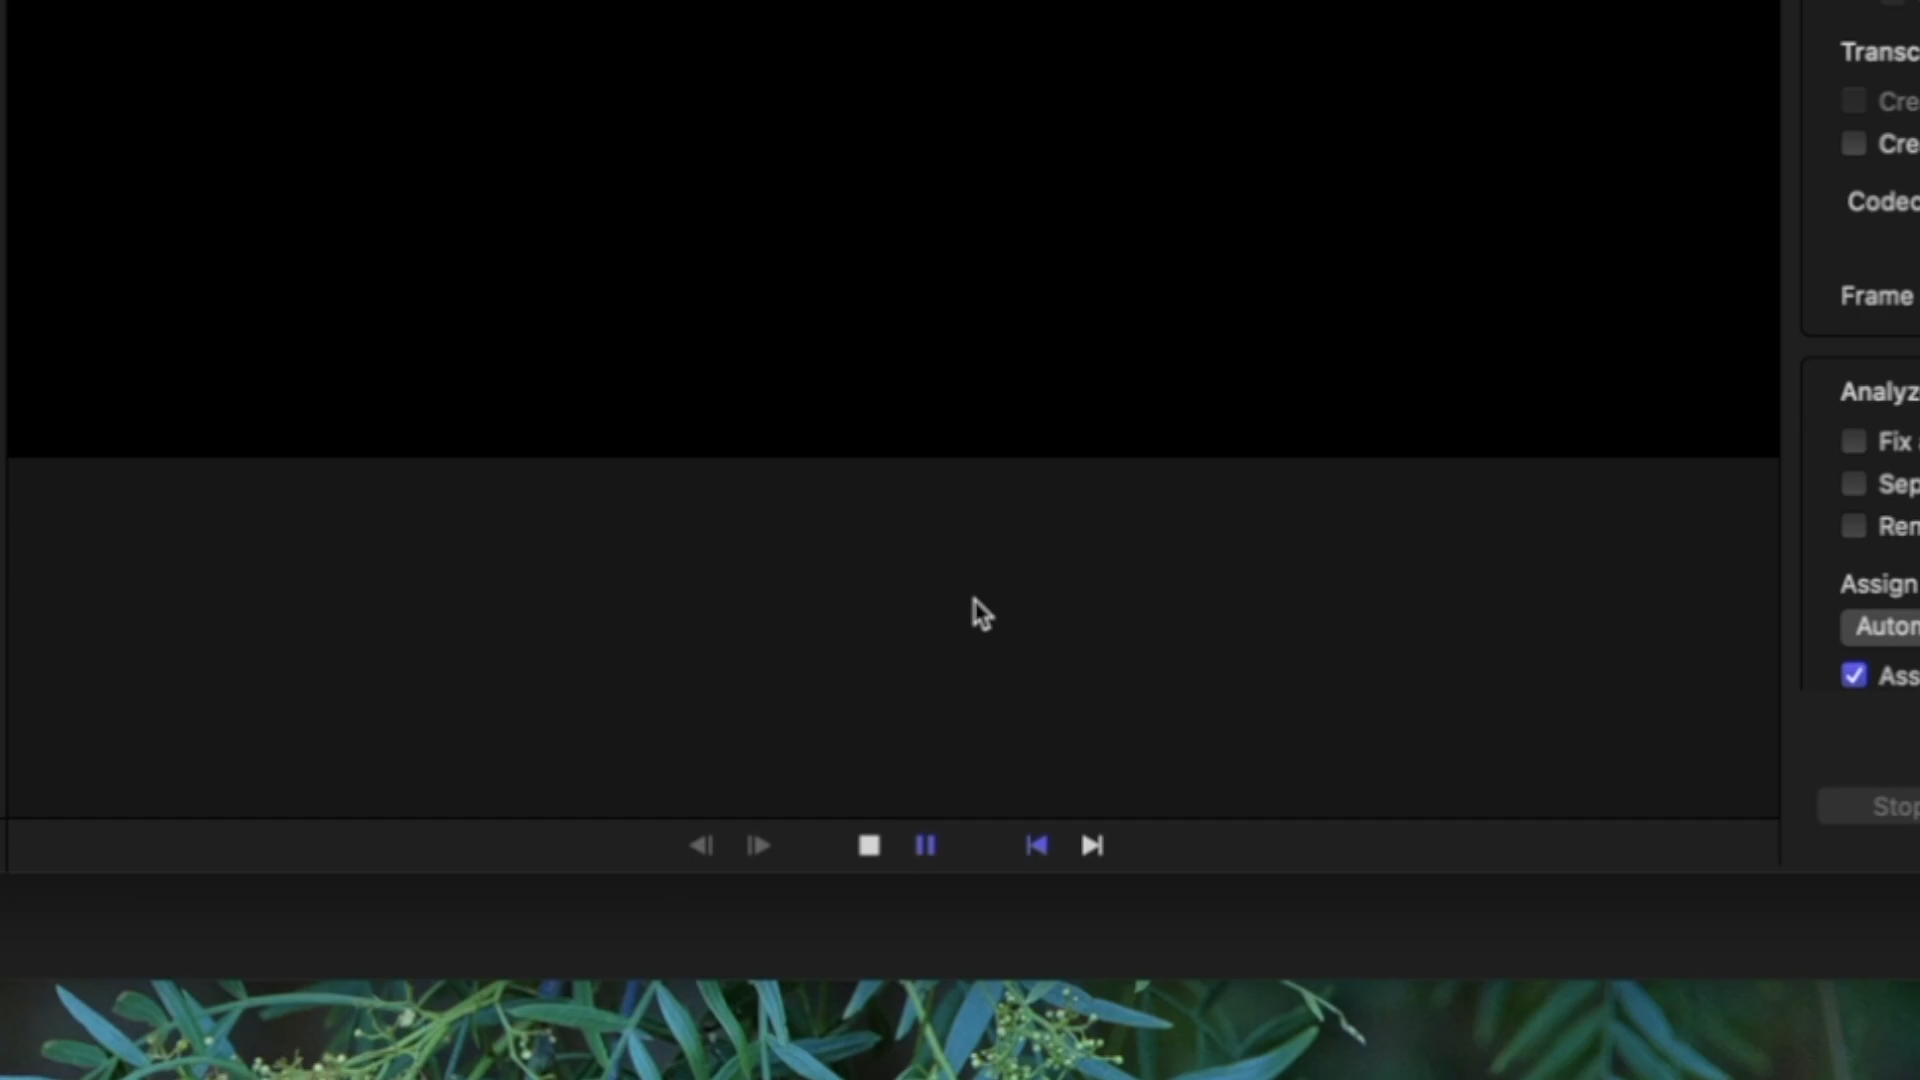 Transc
Cre
Cre
Codec
Frame
Analyz
Fix
Sep
Ren
Assign
Autom
Ass
Stop